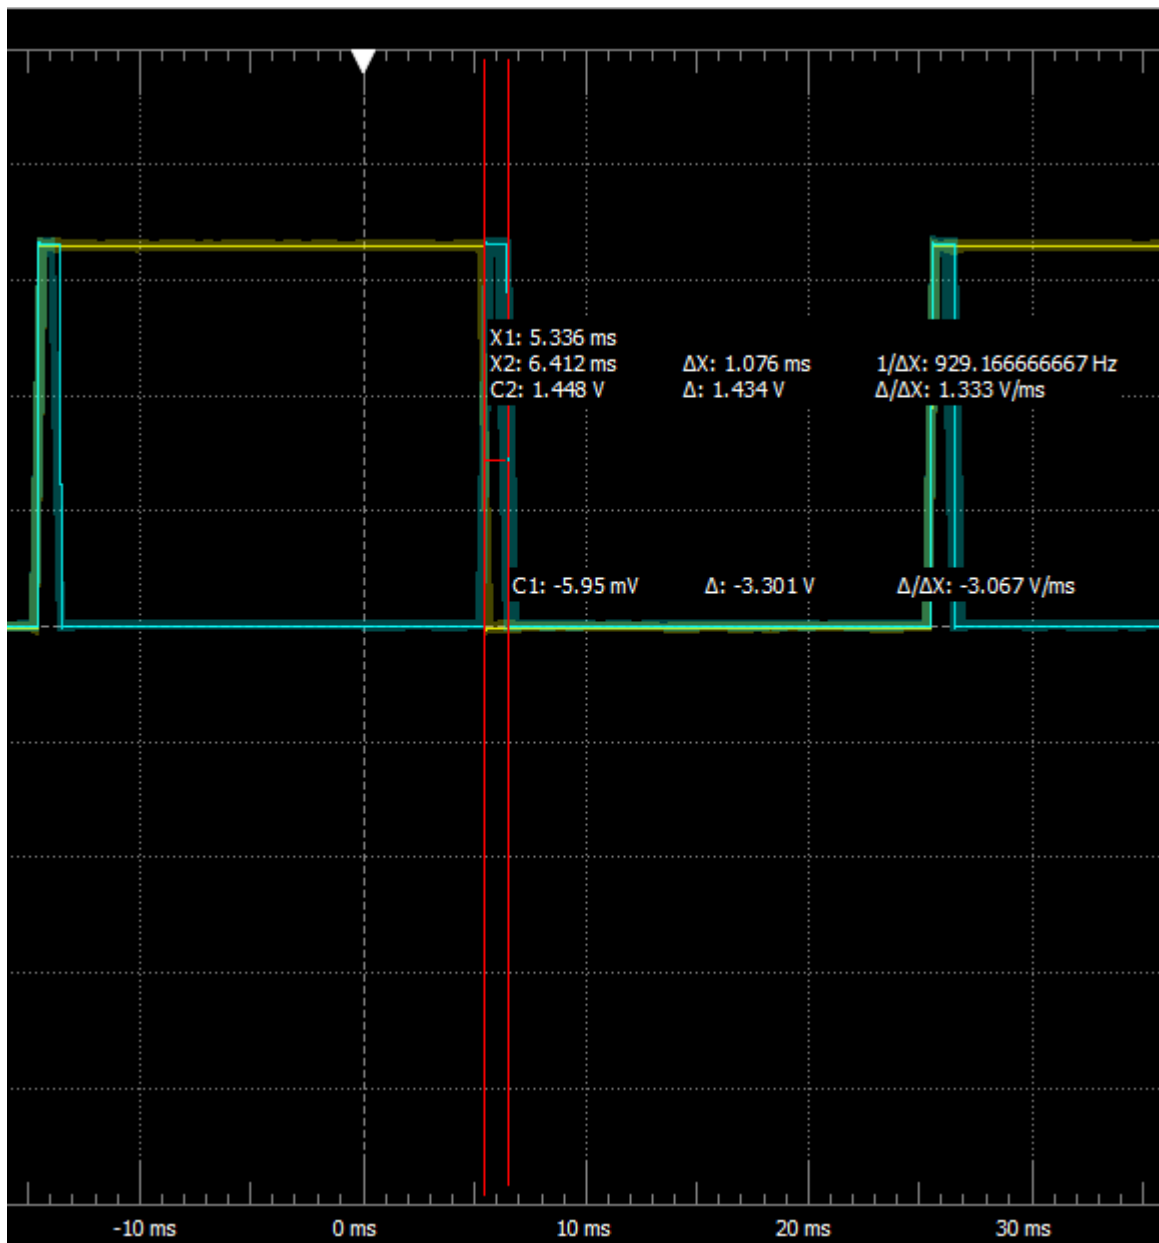 X1: 5.336 ms
X2: 6.412 ms ΔX: 1.076 ms 1/ΔX: 929.166666667 Hz
C2: 1.448 V Δ: 1.434 V Δ/ΔX: 1.333 V/ms
C1: -5.95 mV Δ: -3.301 V Δ/ΔX: -3.067 V/ms
-10 ms 0 ms 10 ms 20 ms 30 ms